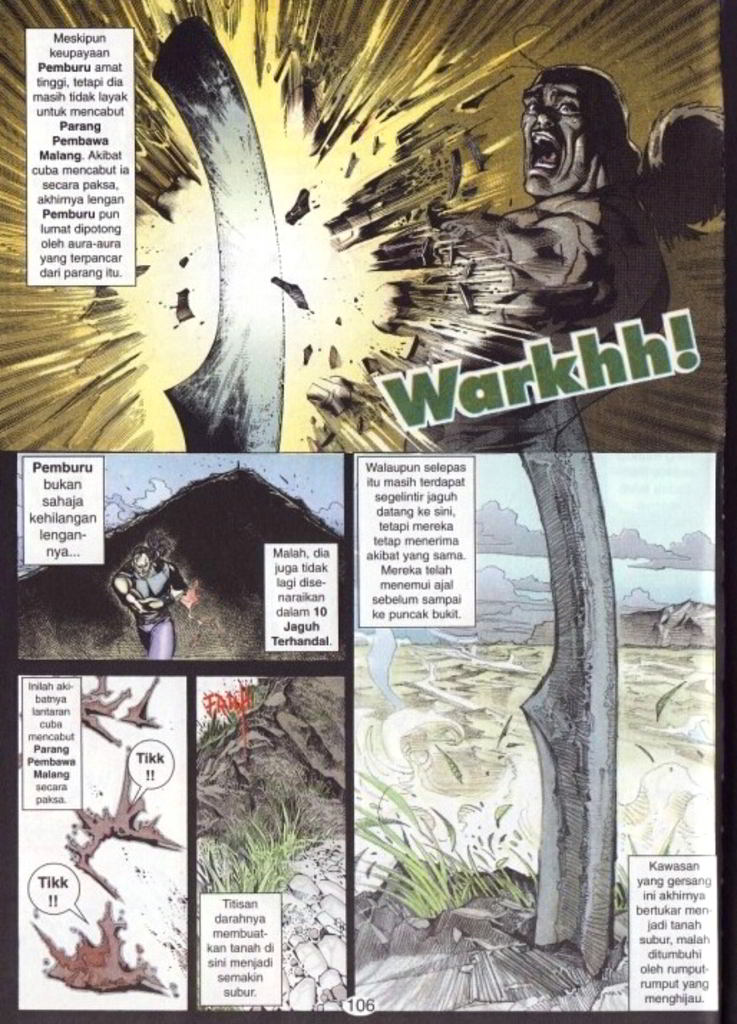 Meskipun
keupayaan
Pemburu amat
tinggi, tetapi dia
masih tidak layak
untuk mencabut
Parang
Pembawa
Malang. Akibat
cuba mencabut ia
secara paksa,
akhirnya lengan
Pemburu pun
lumat dipotong
oleh aura-aura
yang terpancar
dari parang itu.
Warkhh!
Pemburu
bukan
sahaja
kehilangan
lengan-
nya...
Malah, dia
juga tidak
lagi dise-
naraikan
dalam 10
Jaguh
Terhandal.
Walaupun selepas
itu masih terdapat
segelintir jaguh
datang ke sini,
tetapi mereka
tetap menerima
akibat yang sama.
Mereka telah
menemui ajal
sebelum sampai
ke puncak bukit.
Inilah aki-
batnya
lantaran
cuba
mencabut
Parang
Pembawa
Malang
secara
paksa.
Tikk
!!
Tikk
!!
Titisan
darahnya
membuat-
kan tanah di
sini menjadi
semakin
subur.
Kawasan
yang gersang
ini akhirnya
bertukar men-
jadi tanah
subur, malah
ditumbuhi
oleh rumput-
rumput yang
menghijau.
106